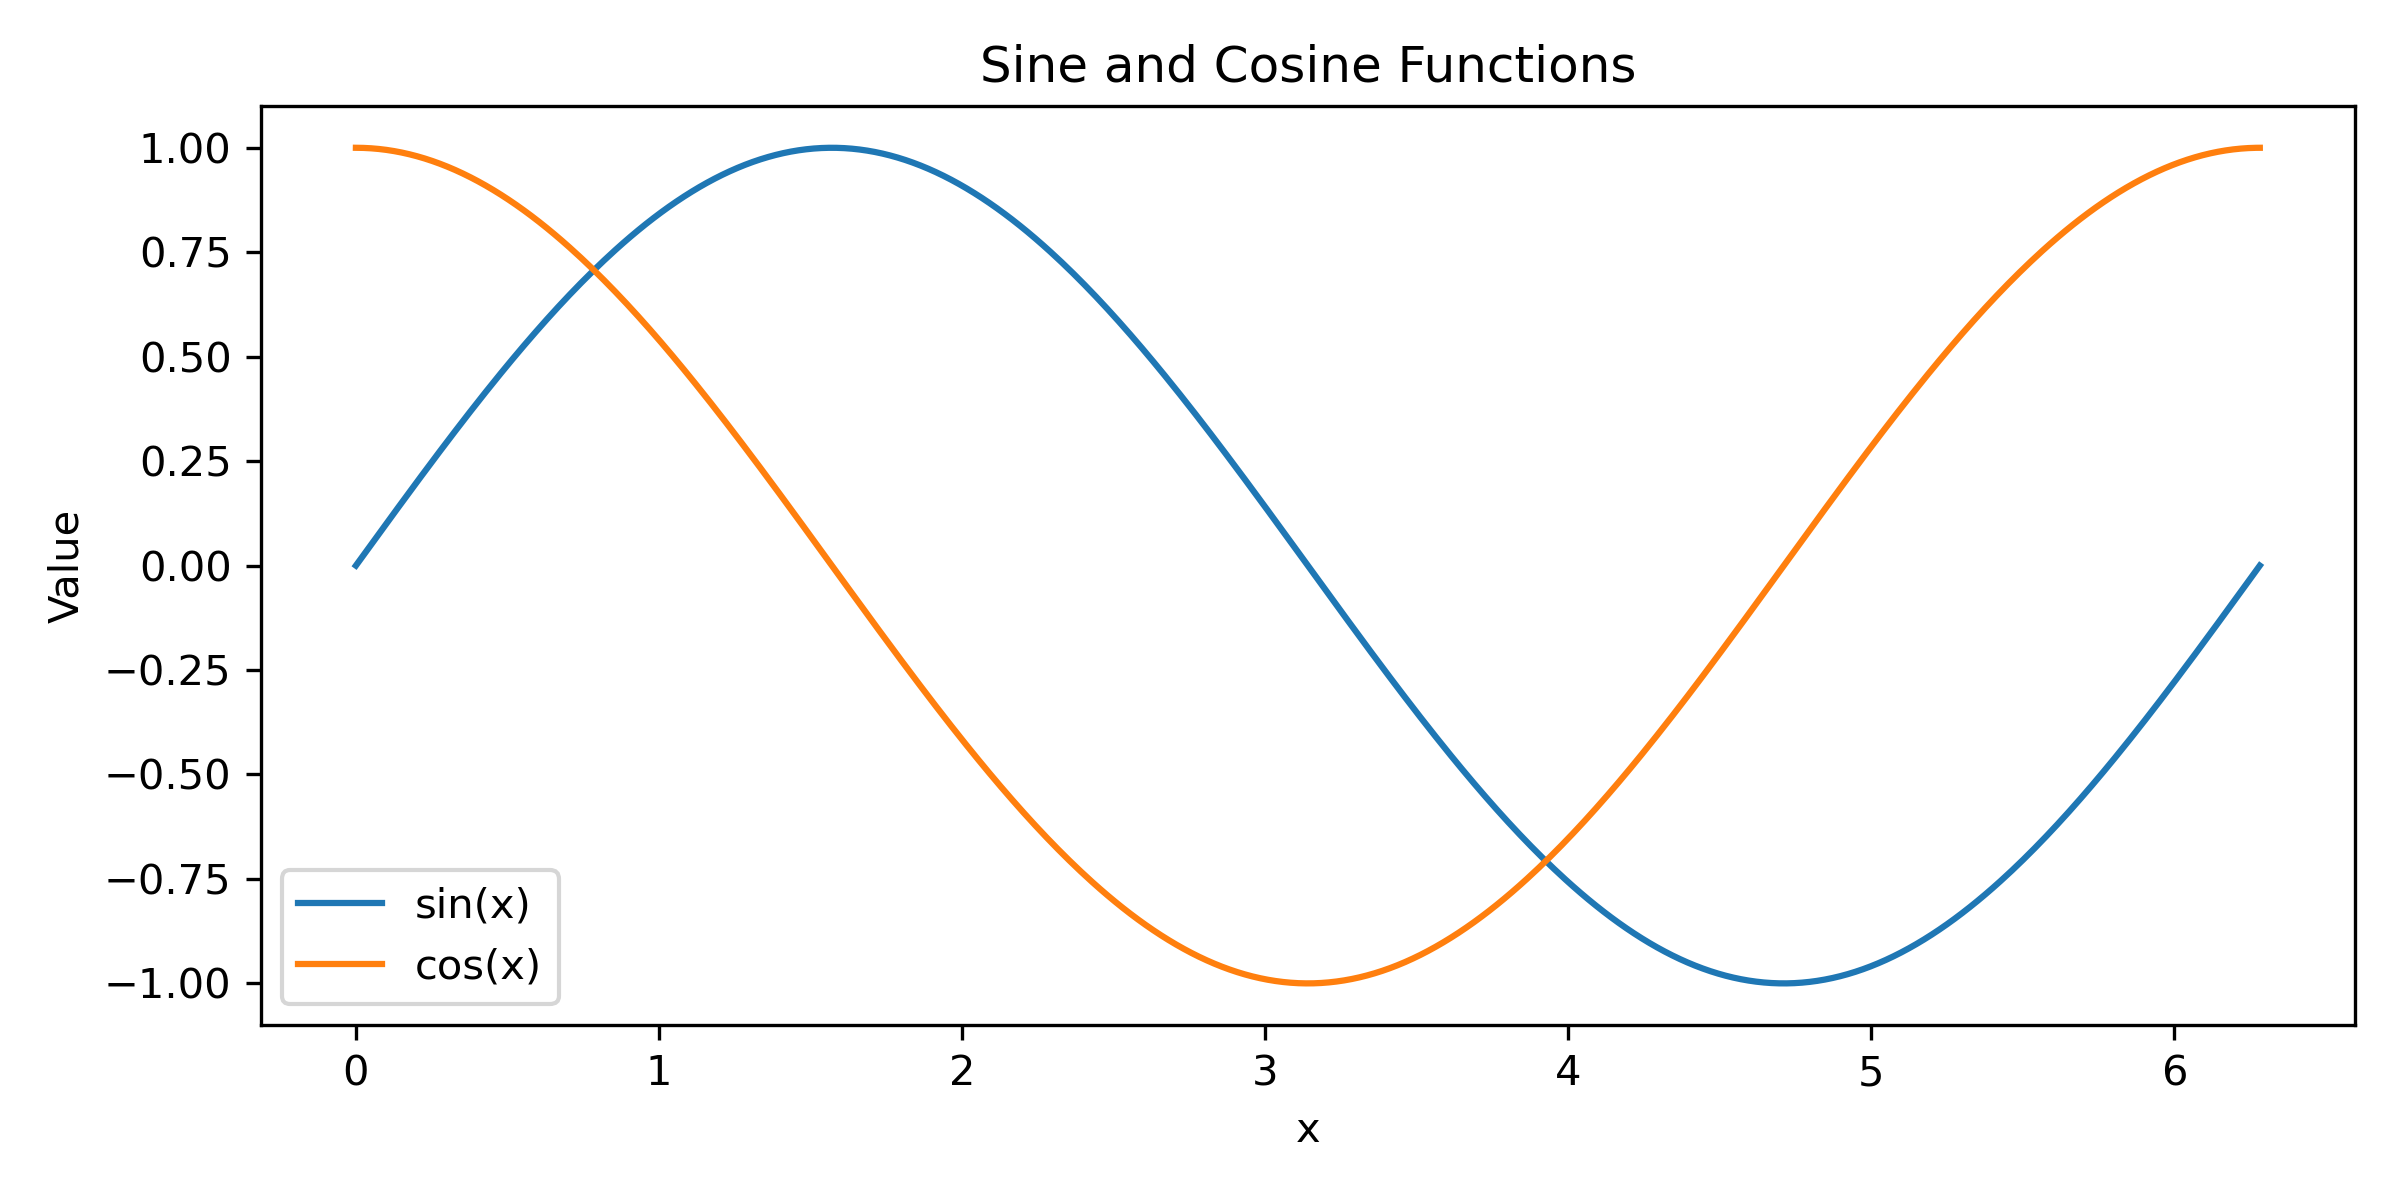 Sine and Cosine Functions
1.00
0.75
0.50
0.25
0.00
−0.25
−0.50
−0.75
−1.00
Value
sin(x)
cos(x)
0 1 2 3 4 5 6
x